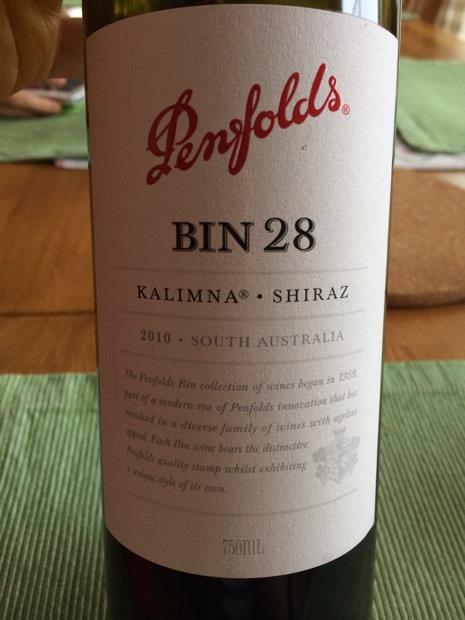 Penfolds®
BIN 28
KALIMNA® • SHIRAZ
2010 • SOUTH AUSTRALIA
The Penfolds Bin collection of wines began in 1959,
part of a modern era of Penfolds innovation that has
resulted in a diverse family of wines with ageless
appeal. Each Bin wine bears the distinctive
Penfolds quality stamp whilst exhibiting
a unique style of its own.
750ML